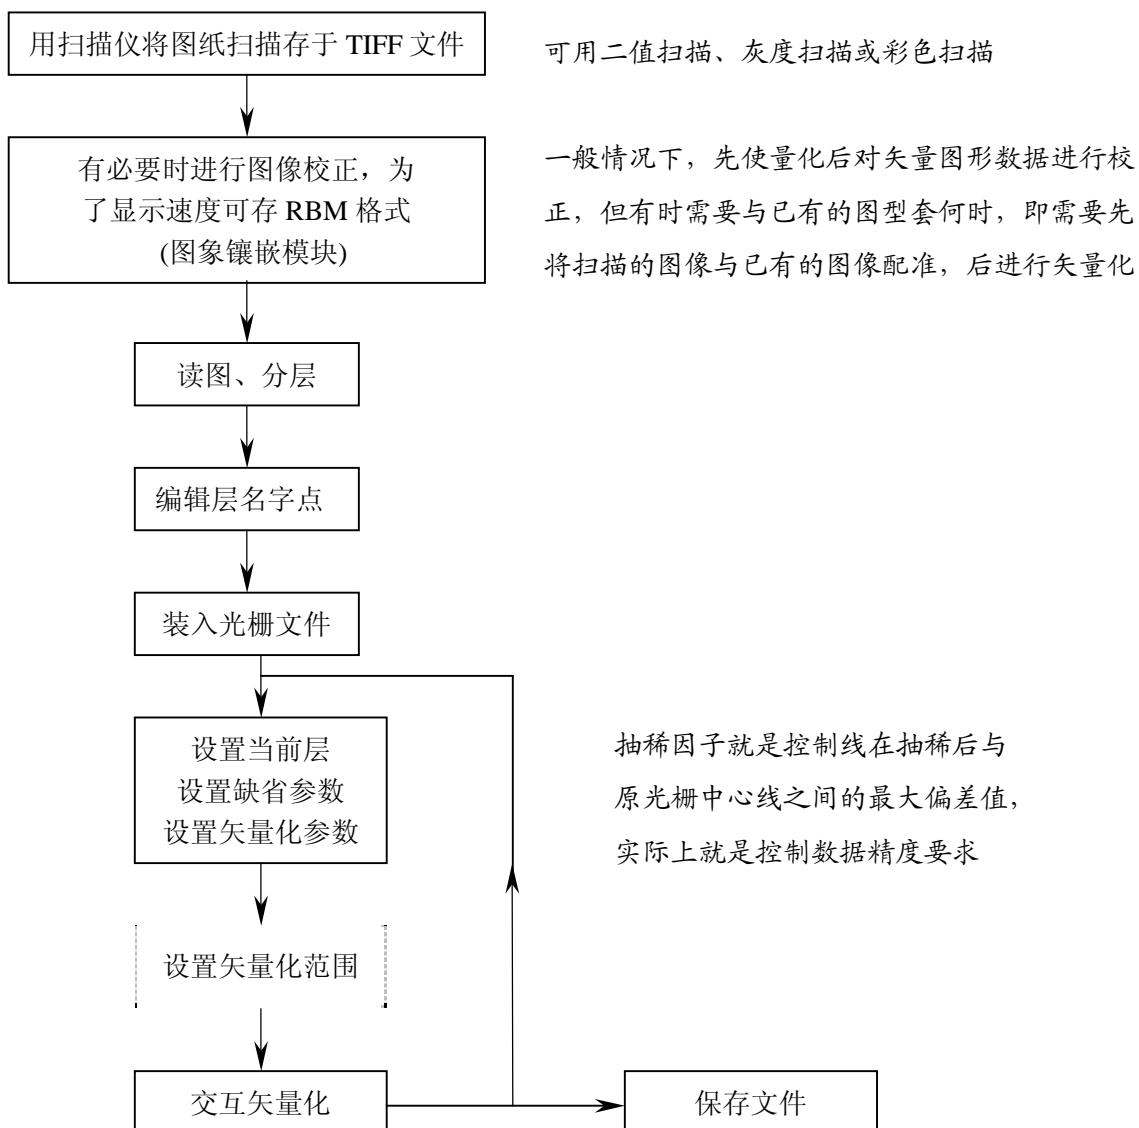 用扫描仪将图纸扫描存于 TIFF 文件
可用二值扫描、灰度扫描或彩色扫描
有必要时进行图像校正，为
了显示速度可存 RBM 格式
(图象镶嵌模块)
一般情况下，先使量化后对矢量图形数据进行校
正，但有时需要与已有的图型套何时，即需要先
将扫描的图像与已有的图像配准，后进行矢量化
读图、分层
编辑层名字点
装入光栅文件
设置当前层
设置缺省参数
设置矢量化参数
抽稀因子就是控制线在抽稀后与
原光栅中心线之间的最大偏差值，
实际上就是控制数据精度要求
设置矢量化范围
交互矢量化
保存文件